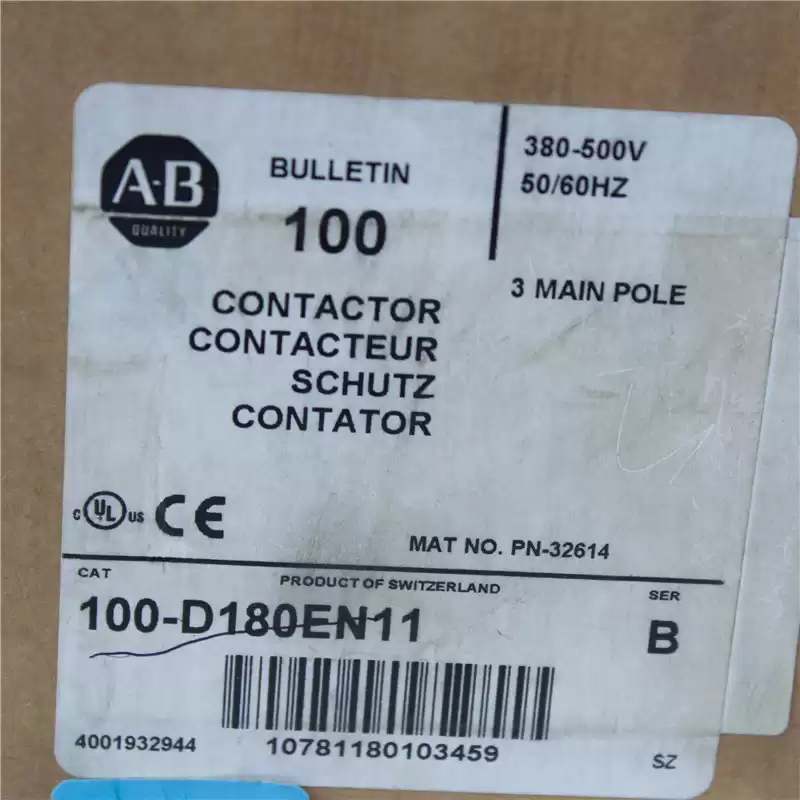 A-B
QUALITY
BULLETIN
100
380-500V
50/60HZ
3 MAIN POLE
CONTACTOR
CONTACTEUR
SCHUTZ
CONTATOR
C UL US CE
MAT NO. PN-32614
CAT
PRODUCT OF SWITZERLAND
SER
100-D180EN11
B
4001932944
10781180103459
SZ